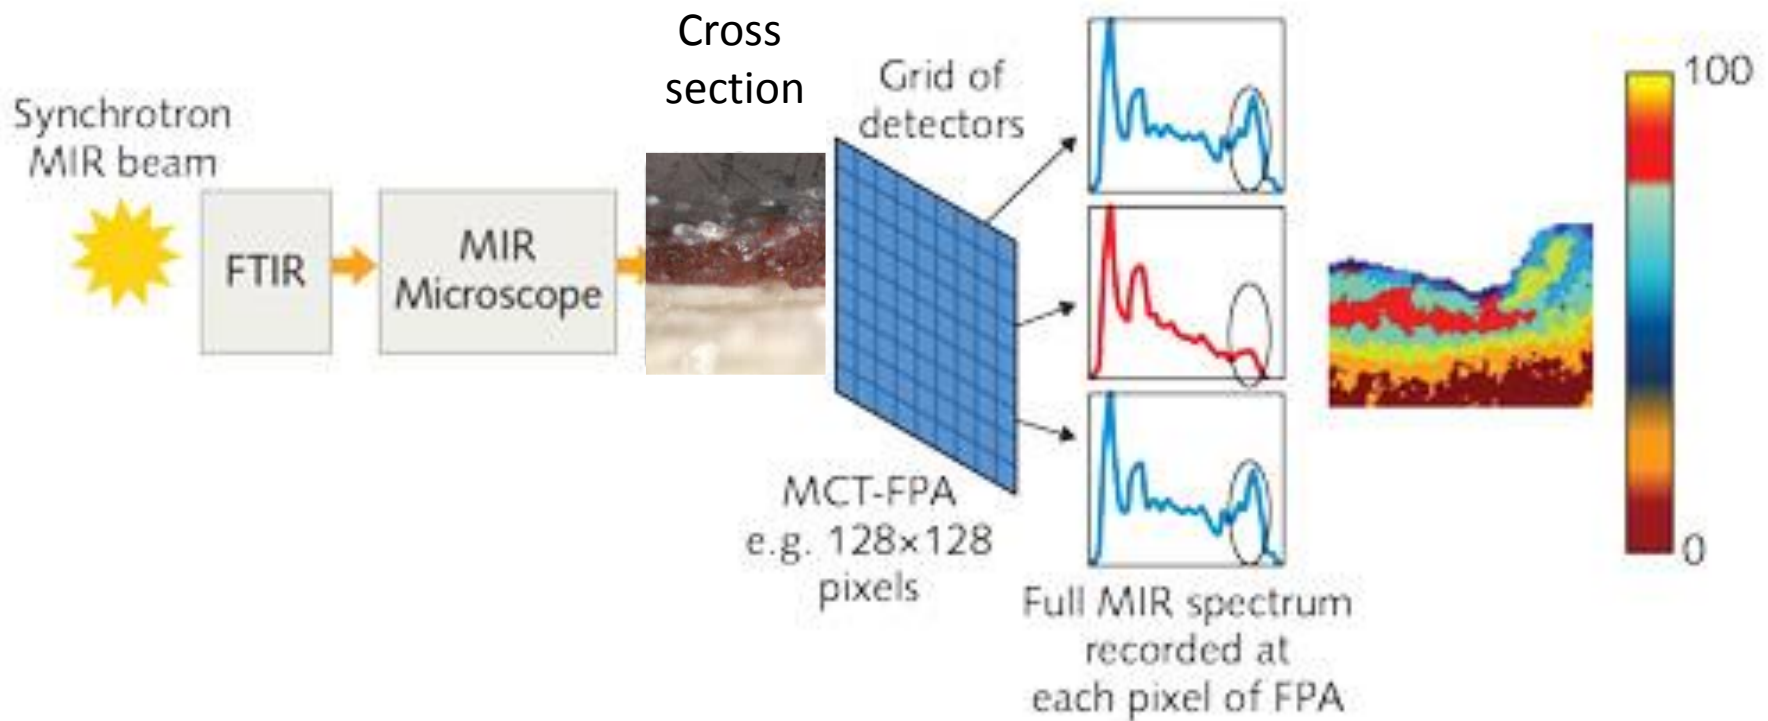 Synchrotron
MIR beam
FTIR
MIR
Microscope
Cross
section
Grid of
detectors
MCT-FPA
e.g. 128×128
pixels
Full MIR spectrum
recorded at
each pixel of FPA
100
0